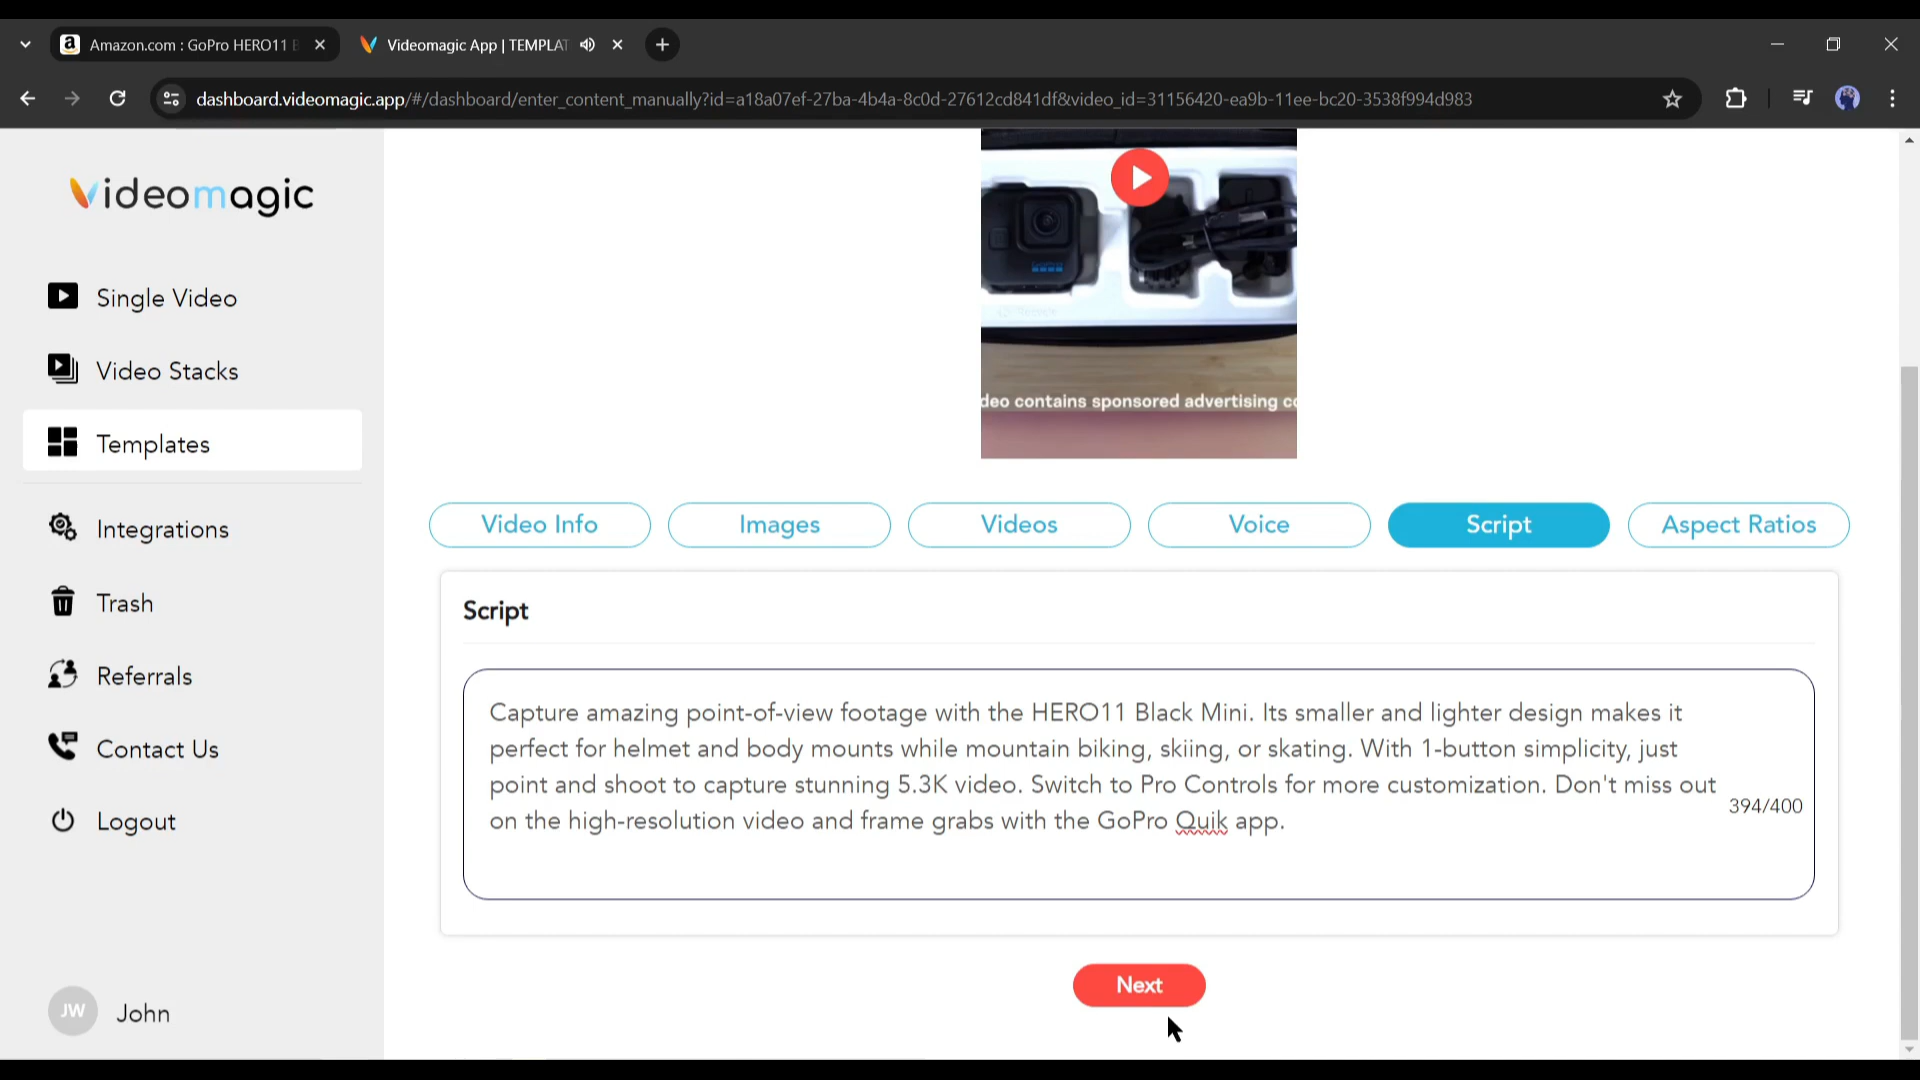 Amazon.com : GoPro HERO11 B
Videomagic App | TEMPLAT
dashboard.videomagic.app/#/dashboard/enter_content_manually?id=a18a07ef-27ba-4b4a-8c0d-27612cd841df&video_id=31156420-ea9b-11ee-bc20-3538f994d983
videomagic
Single Video
Video Stacks
Templates
Integrations
Trash
Referrals
Contact Us
Logout
JW
John
deo contains sponsored advertising co
Video Info
Images
Videos
Voice
Script
Aspect Ratios
Script
Capture amazing point-of-view footage with the HERO11 Black Mini. Its smaller and lighter design makes it
perfect for helmet and body mounts while mountain biking, skiing, or skating. With 1-button simplicity, just
point and shoot to capture stunning 5.3K video. Switch to Pro Controls for more customization. Don't miss out
on the high-resolution video and frame grabs with the GoPro Quik app.
394/400
Next